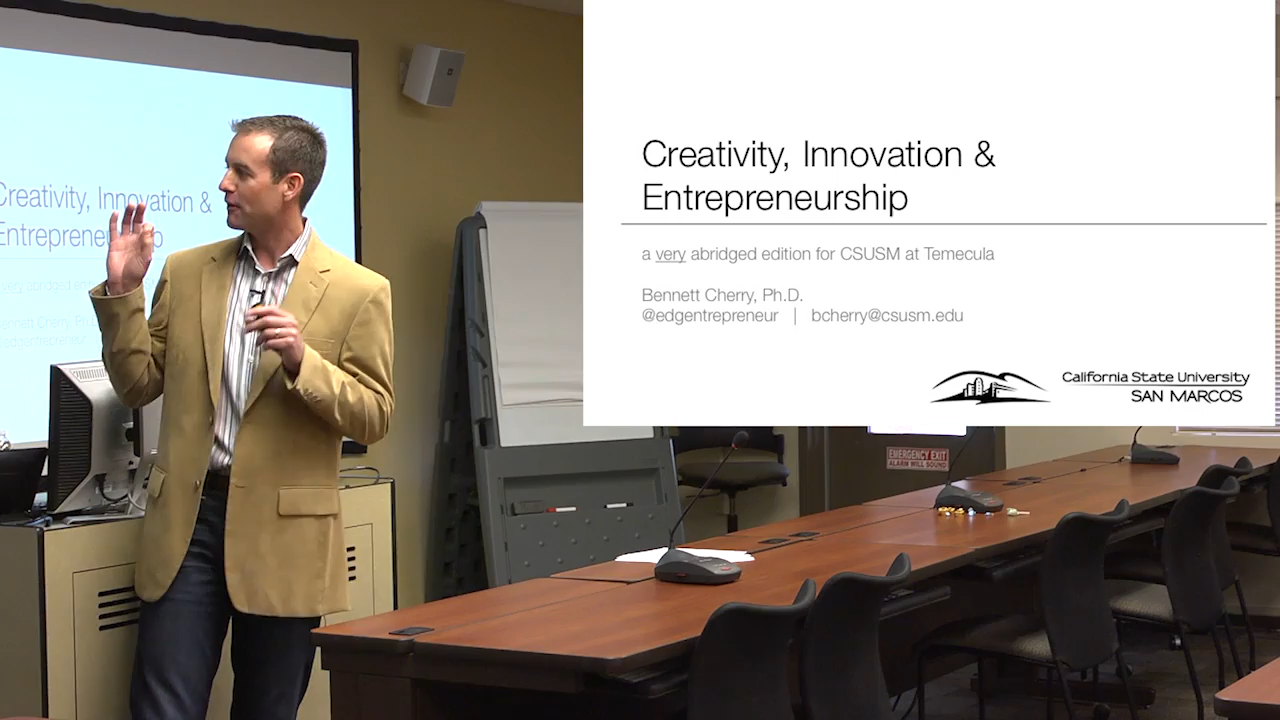 Creativity, Innovation &
Entrepreneurship
a very abridged edition for CSUSM at Temecula
Bennett Cherry, Ph.D.
@edgentrepreneur | bcherry@csusm.edu
California State University
SAN MARCOS
Creativity, Innovation &
EMERGENCY EXIT
ALARM WILL SOUND